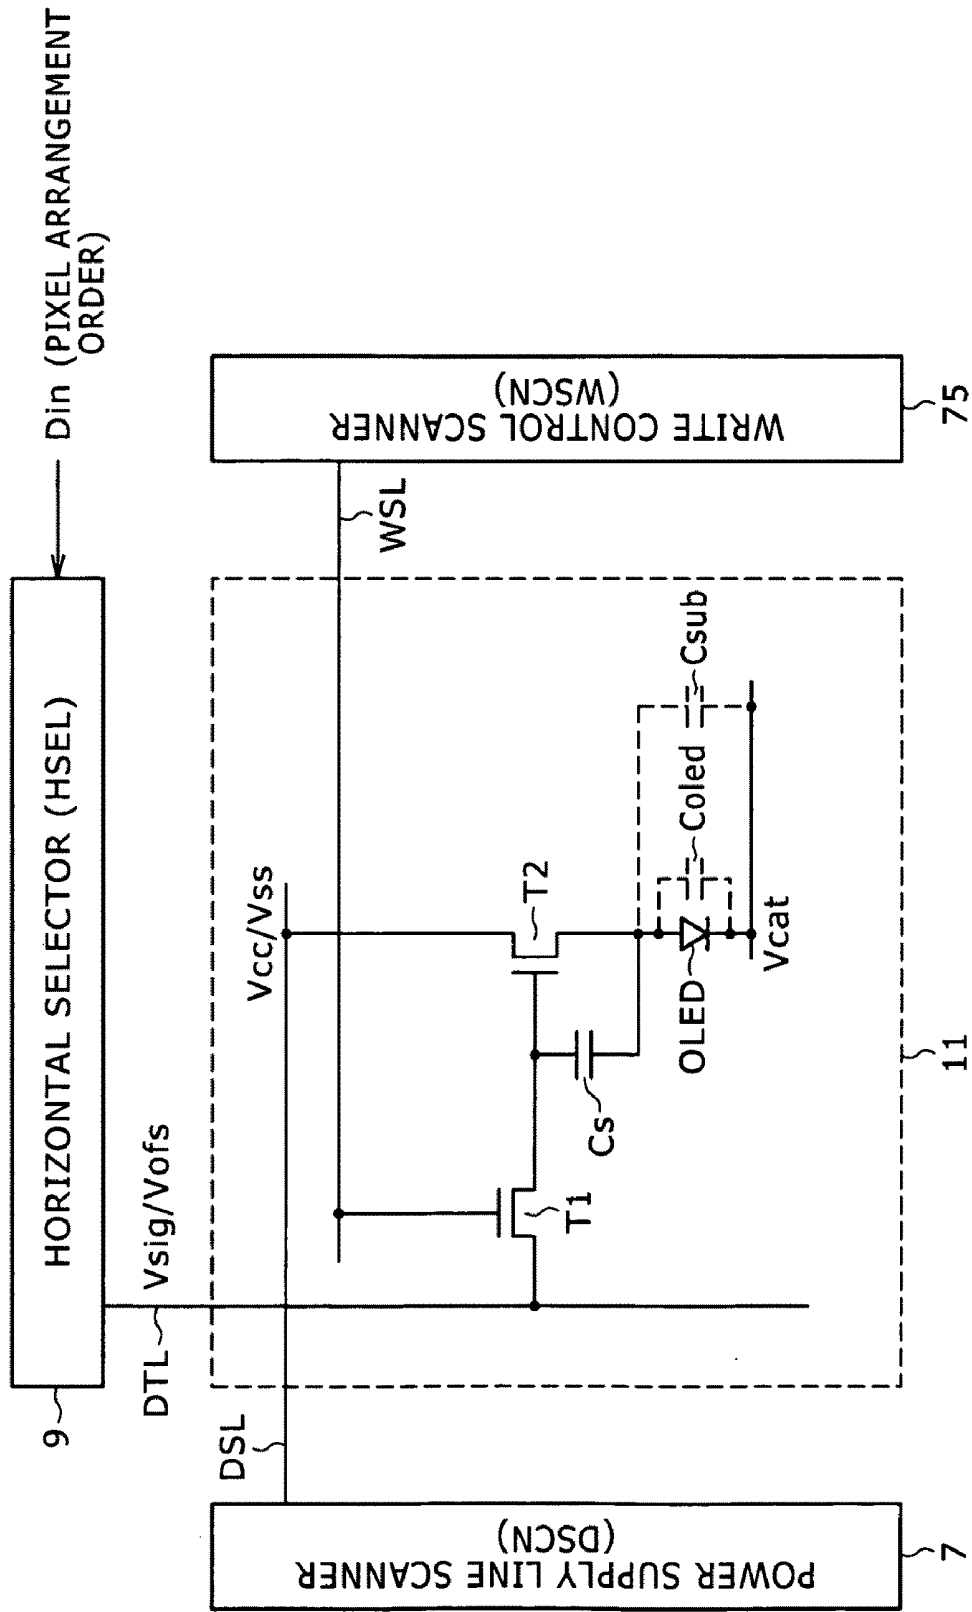 Din (PIXEL ARRANGEMENT
ORDER)
HORIZONTAL SELECTOR (HSEL)
9
DTL
Vsig/Vofs
DSL
Vcc/Vss
WSL
POWER SUPPLY LINE SCANNER
(DSCN)
7
WRITE CONTROL SCANNER
(WSCN)
75
T1
T2
Cs
OLED
Coled
Csub
Vcat
11